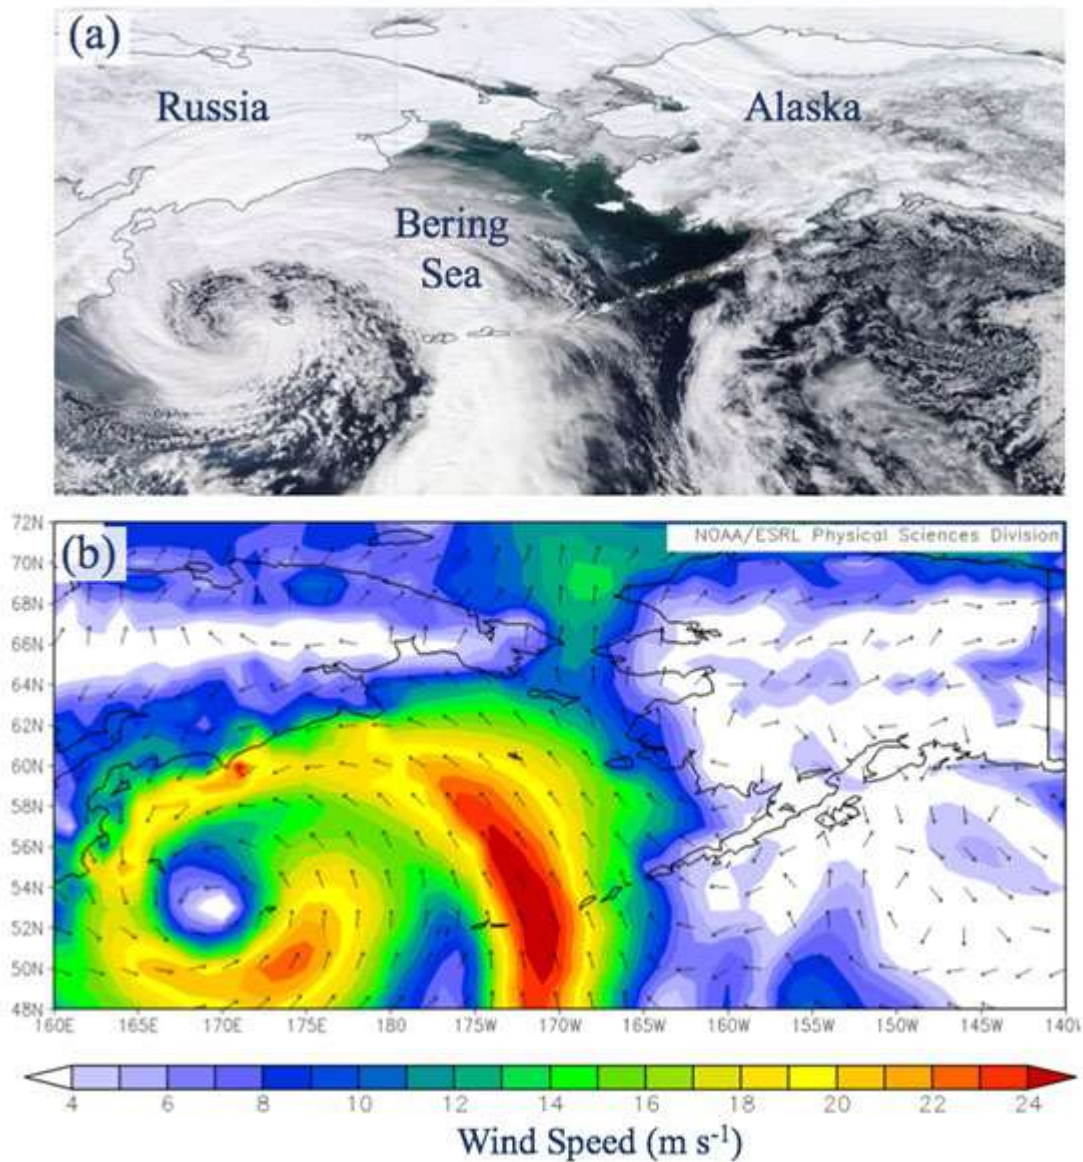 (a)
Russia
Alaska
Bering
Sea
(b)
NOAA/ESRL Physical Sciences Division
72N
70N
68N
66N
64N
62N
60N
58N
56N
54N
52N
50N
48N
160E 165E 170E 175E 180 175W 170W 165W 160W 155W 150W 145W 140W
4 6 8 10 12 14 16 18 20 22 24
Wind Speed (m s⁻¹)